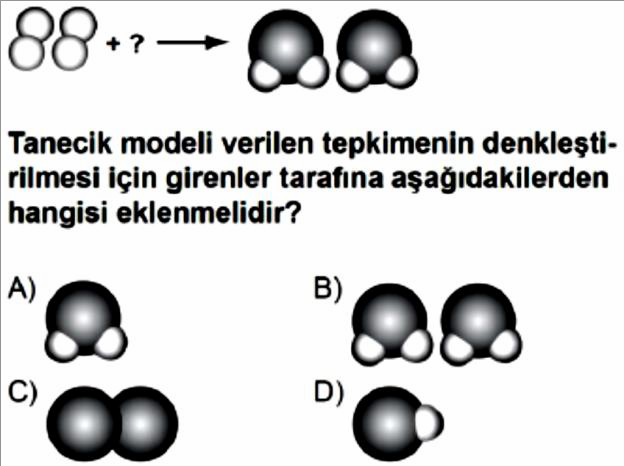 + ?
Tanecik modeli verilen tepkimenin denkleşti-
rilmesi için girenler tarafına aşağıdakilerden
hangisi eklenmelidir?
A) B)
C) D)